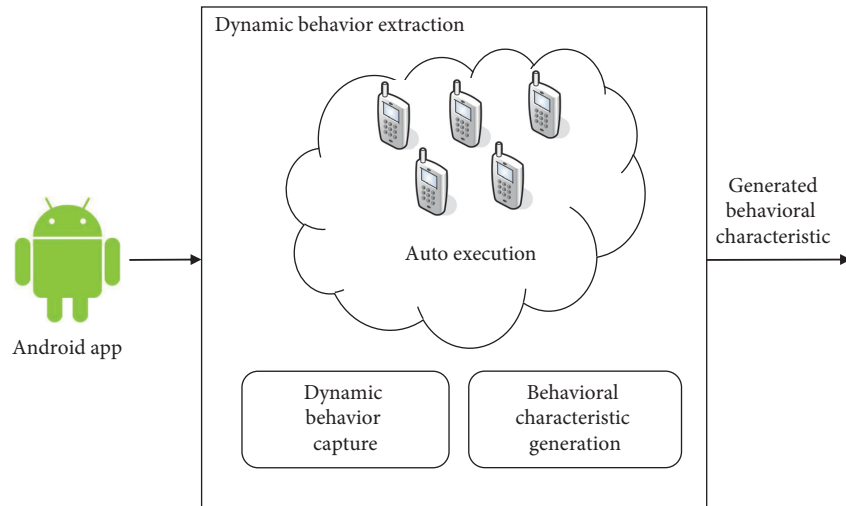 Dynamic behavior extraction
Auto execution
Android app
Generated
behavioral
characteristic
Dynamic
behavior
capture
Behavioral
characteristic
generation